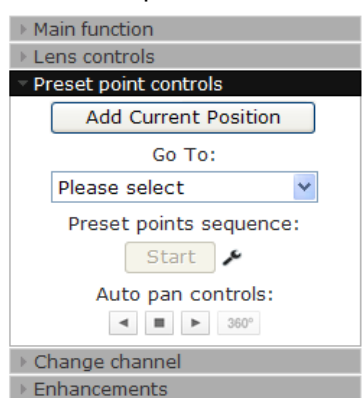 Main function
Lens controls
Preset point controls
Add Current Position
Go To:
Please select
Preset points sequence:
Start
Auto pan controls:
360°
Change channel
Enhancements